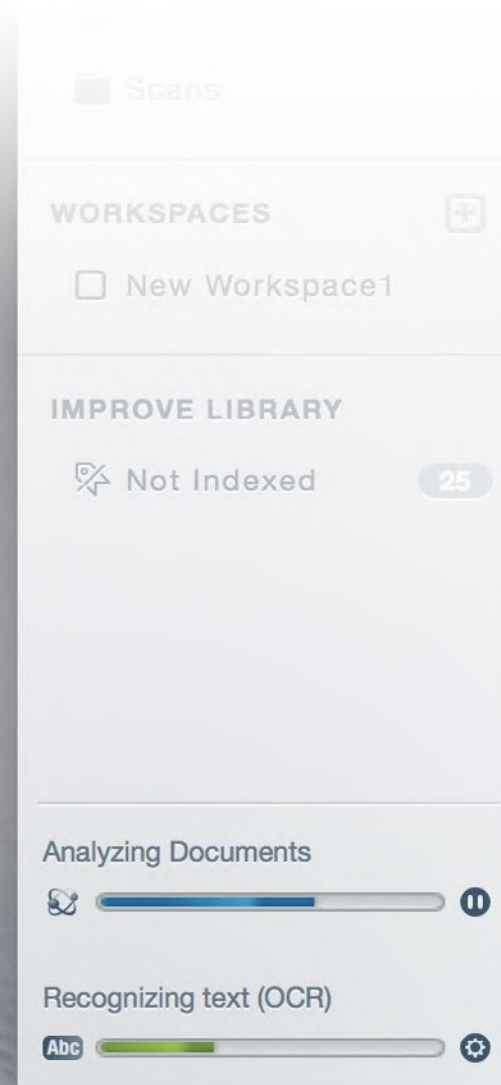 Scans
WORKSPACES
New Workspace1
IMPROVE LIBRARY
Not Indexed 25
Analyzing Documents
Recognizing text (OCR)
Abc